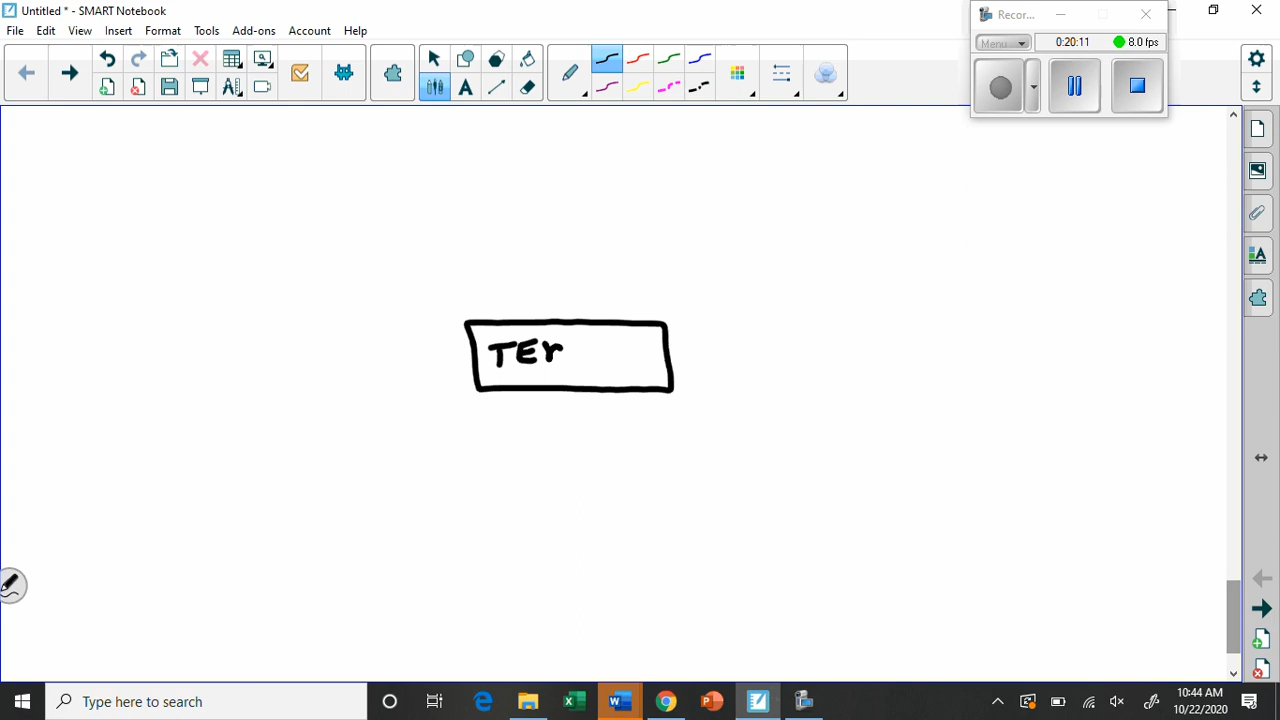 Untitled * - SMART Notebook
Recor...
File Edit View Insert Format Tools Add-ons Account Help
Menu 0:20:11 8.0 fps
TEr
Type here to search
10:44 AM
10/22/2020